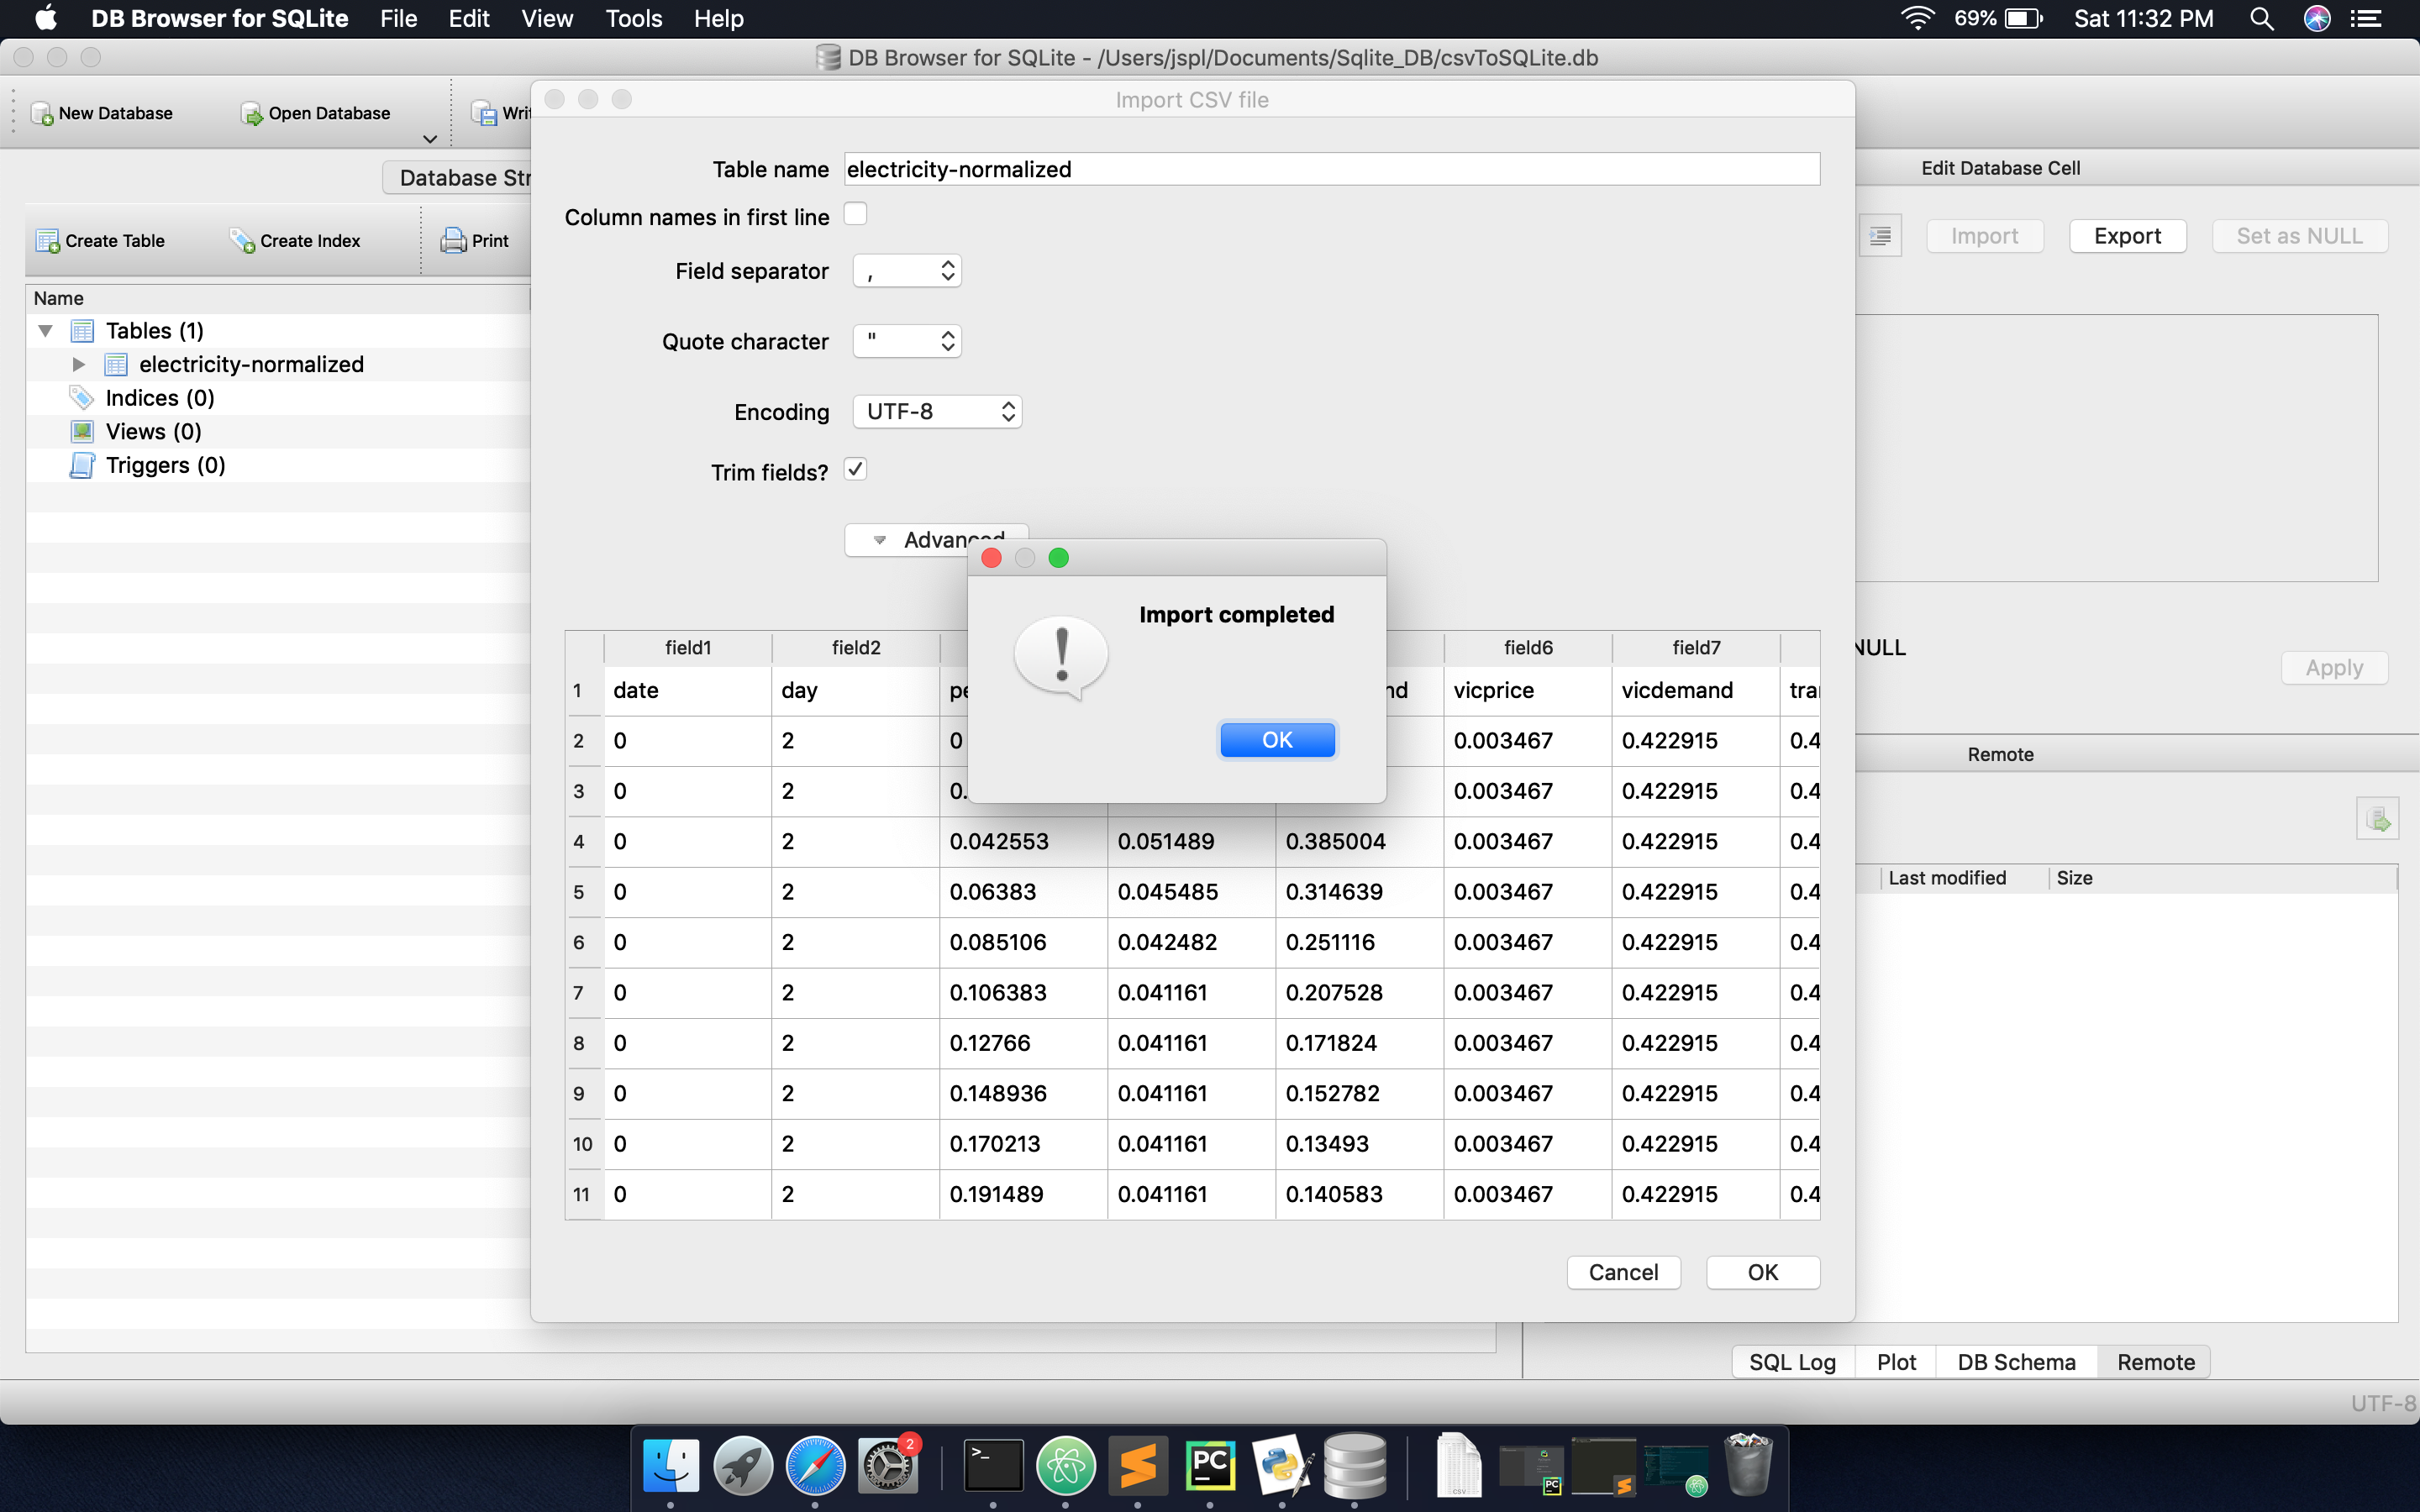 DB Browser for SQLite File Edit View Tools Help 69% Sat 11:32 PM
DB Browser for SQLite - /Users/jspl/Documents/Sqlite_DB/csvToSQLite.db
New Database Open Database
Import CSV file
Table name electricity-normalized
Column names in first line
Field separator ,
Quote character "
Encoding UTF-8
Trim fields?
Database Str
Create Table Create Index Print
Name
Tables (1)
electricity-normalized
Indices (0)
Views (0)
Triggers (0)
Import completed
OK
field1 field2 field6 field7
1 date day vicprice vicdemand
2 0 2 0 0.003467 0.422915 0.4
3 0 2 0. 0.003467 0.422915 0.4
4 0 2 0.042553 0.051489 0.385004 0.003467 0.422915 0.4
5 0 2 0.06383 0.045485 0.314639 0.003467 0.422915 0.4
6 0 2 0.085106 0.042482 0.251116 0.003467 0.422915 0.4
7 0 2 0.106383 0.041161 0.207528 0.003467 0.422915 0.4
8 0 2 0.12766 0.041161 0.171824 0.003467 0.422915 0.4
9 0 2 0.148936 0.041161 0.152782 0.003467 0.422915 0.4
10 0 2 0.170213 0.041161 0.13493 0.003467 0.422915 0.4
11 0 2 0.191489 0.041161 0.140583 0.003467 0.422915 0.4
Cancel OK
Edit Database Cell
Import Export Set as NULL
NULL
Apply
Remote
Last modified Size
SQL Log Plot DB Schema Remote
UTF-8
2
PC
CSV